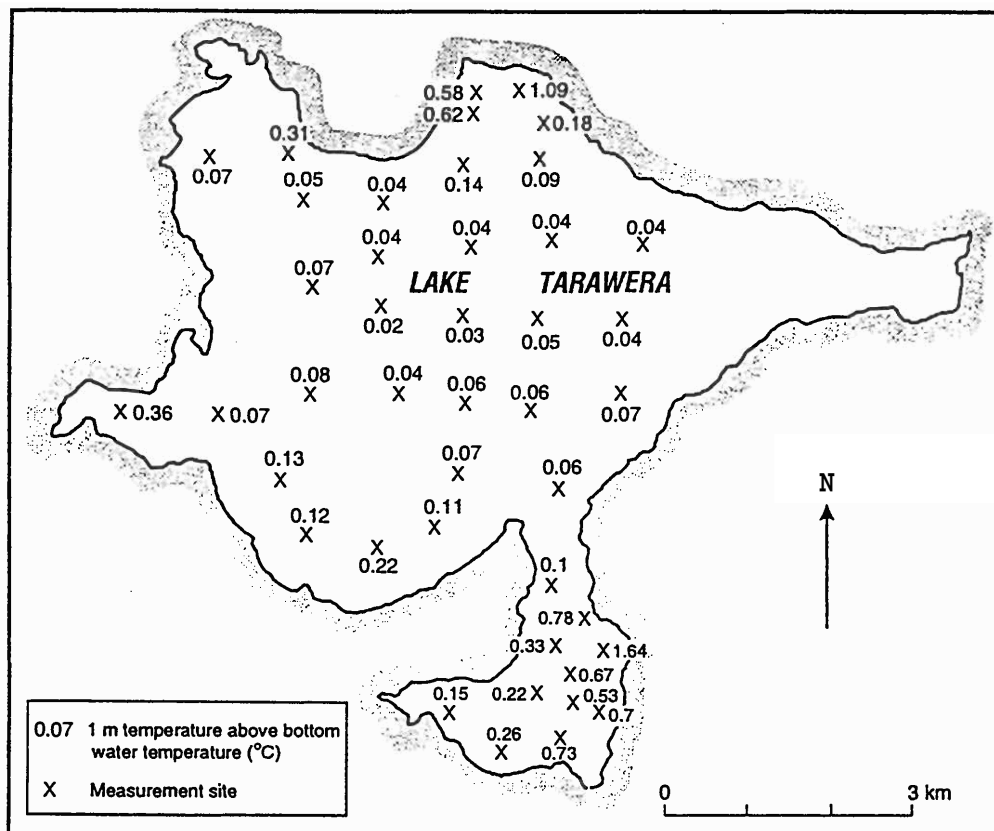 0.58 1.09
0.62 0.18
0.31
0.07 0.05 0.04 0.14 0.09
0.04 0.04 0.04 0.04
0.07 LAKE TARAWERA
0.02 0.03 0.05 0.04
0.08 0.04 0.06 0.06
0.36 0.07 0.07
0.13 0.07 0.06
0.12 0.11
0.22
N
0.1
0.78
0.33 1.64
0.67
0.15 0.22 0.53
0.7
0.26 0.73
0.07 1 m temperature above bottom
water temperature (°C)
X Measurement site
0 3 km